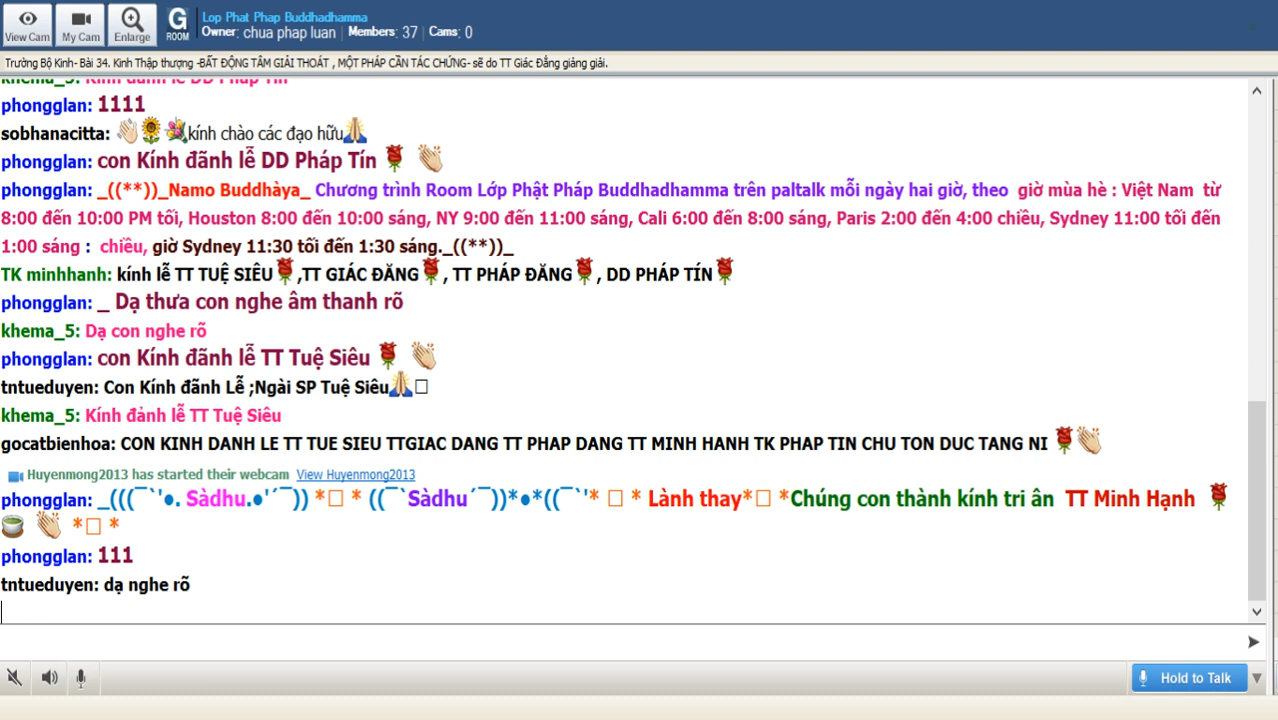 View Cam
My Cam
Enlarge
G
ROOM
Lop Phat Phap Buddhadhamma
Owner: chua phap luan | Members: 37 | Cams: 0
Trường Bộ Kinh- Bài 34. Kinh Thập thượng -BẤT ĐỘNG TÂM GIẢI THOÁT , MỘT PHÁP CẦN TÁC CHỨNG- sẽ do TT Giác Đẳng giảng giải.
khema_5: Kính đảnh lễ DD Pháp Tín
phongglan: 1111
sobhanacitta: 👋🌻💐kính chào các đạo hữu🙏
phongglan: con Kính đãnh lễ DD Pháp Tín 🌹 👏
phongglan: _((**))_Namo Buddhàya_ Chương trình Room Lớp Phật Pháp Buddhadhamma trên paltalk mỗi ngày hai giờ, theo giờ mùa hè : Việt Nam từ
8:00 đến 10:00 PM tối, Houston 8:00 đến 10:00 sáng, NY 9:00 đến 11:00 sáng, Cali 6:00 đến 8:00 sáng, Paris 2:00 đến 4:00 chiều, Sydney 11:00 tối đến
1:00 sáng : chiều, giờ Sydney 11:30 tối đến 1:30 sáng._((**))_
TK minhhanh: kính lễ TT TUỆ SIÊU🌹,TT GIÁC ĐĂNG🌹, TT PHÁP ĐĂNG🌹, DD PHÁP TÍN🌹
phongglan: _ Dạ thưa con nghe âm thanh rõ
khema_5: Dạ con nghe rõ
phongglan: con Kính đãnh lễ TT Tuệ Siêu 🌹 👏
tntueduyen: Con Kính đãnh Lễ ;Ngài SP Tuệ Siêu🙏□
khema_5: Kính đảnh lễ TT Tuệ Siêu
gocatbienhoa: CON KINH DANH LE TT TUE SIEU TTGIAC DANG TT PHAP DANG TT MINH HANH TK PHAP TIN CHU TON DUC TANG NI 🌹👏
Huyenmong2013 has started their webcam View Huyenmong2013
phongglan: _(((¯`'●. Sàdhu.●'´¯)) *□ * ((¯`Sàdhu´¯))*●*((¯`'* □ * Lành thay*□ *Chúng con thành kính tri ân TT Minh Hạnh 🌹
🍵 👏 *□ *
phongglan: 111
tntueduyen: dạ nghe rõ
Hold to Talk